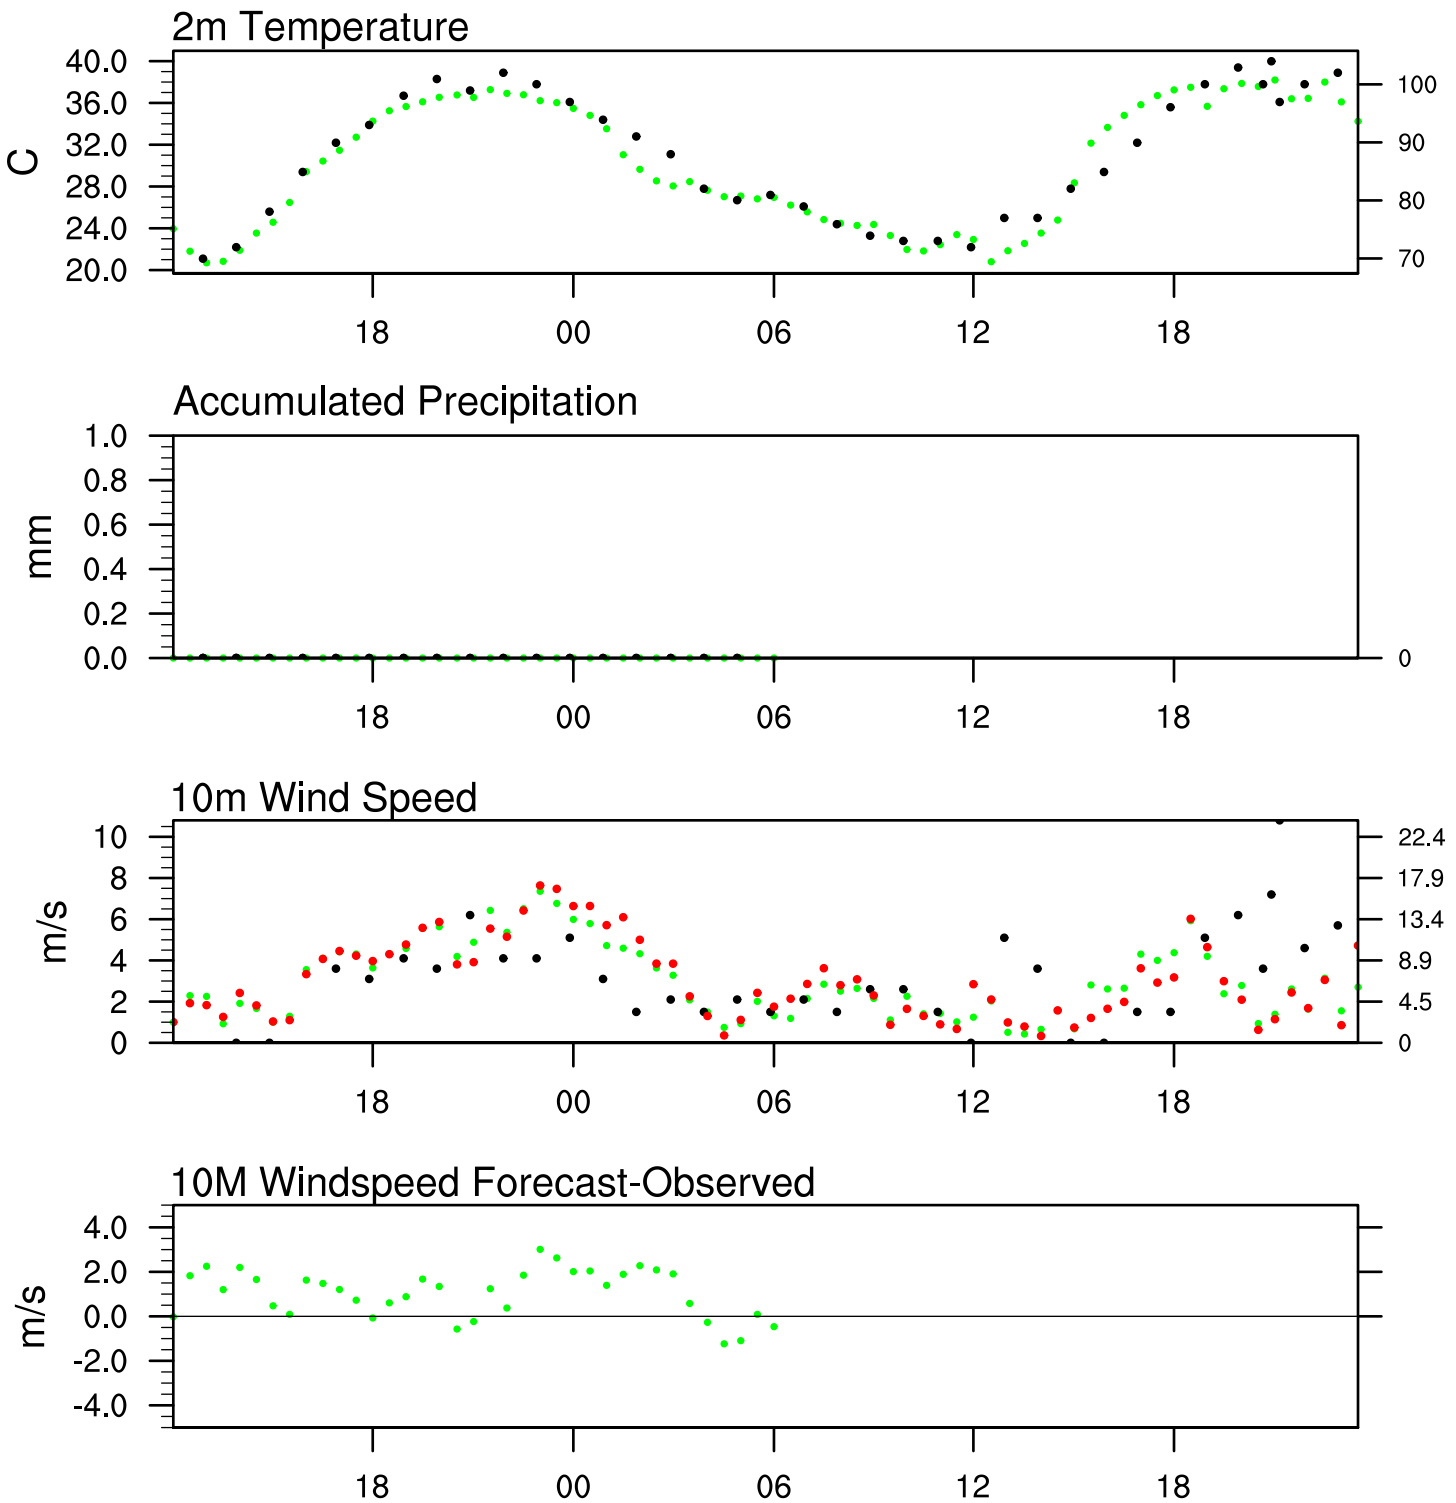 2m Temperature
40.0
36.0
32.0
28.0
24.0
20.0
C
100
90
80
70
18 00 06 12 18
Accumulated Precipitation
1.0
0.8
0.6
0.4
0.2
0.0
mm
0
18 00 06 12 18
10m Wind Speed
10
8
6
4
2
0
m/s
22.4
17.9
13.4
8.9
4.5
0
18 00 06 12 18
10M Windspeed Forecast-Observed
4.0
2.0
0.0
-2.0
-4.0
m/s
18 00 06 12 18